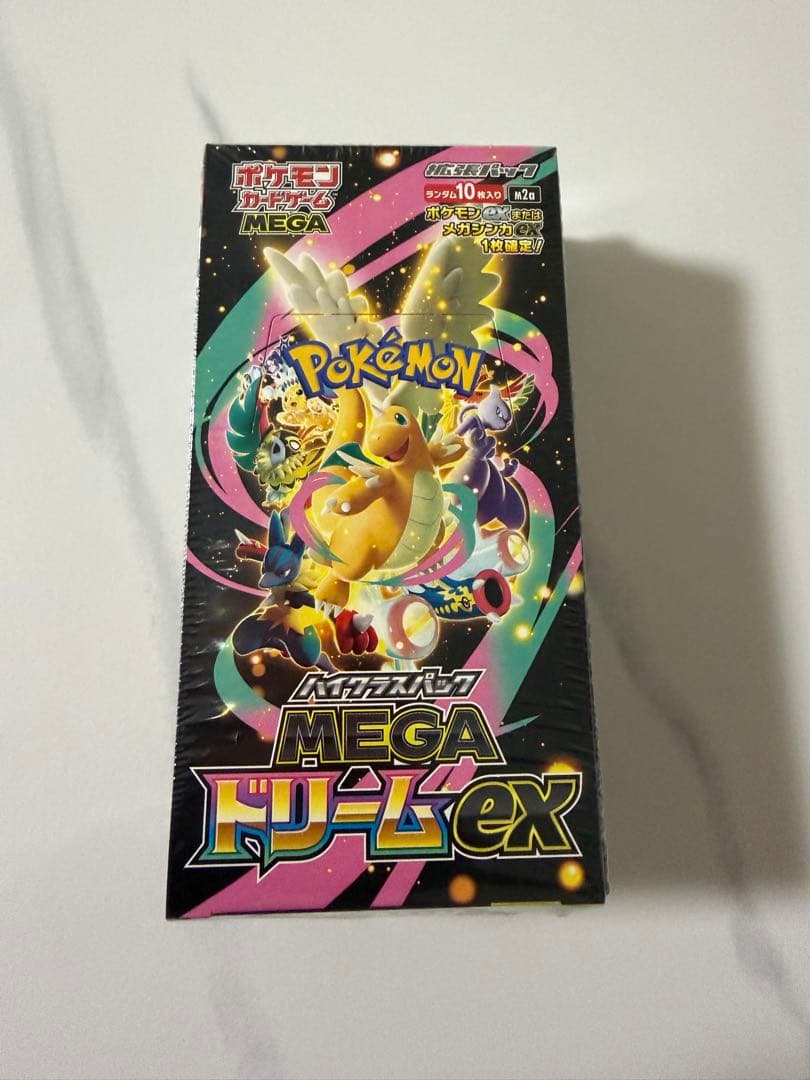 ポケモン
カードゲーム
MEGA
拡張パック
ランダム10枚入り M2a
ポケモンexまたは
メガシンカex
1枚確定!
POKéMON
TM
ハイクラスパック
MEGA
ドリームex